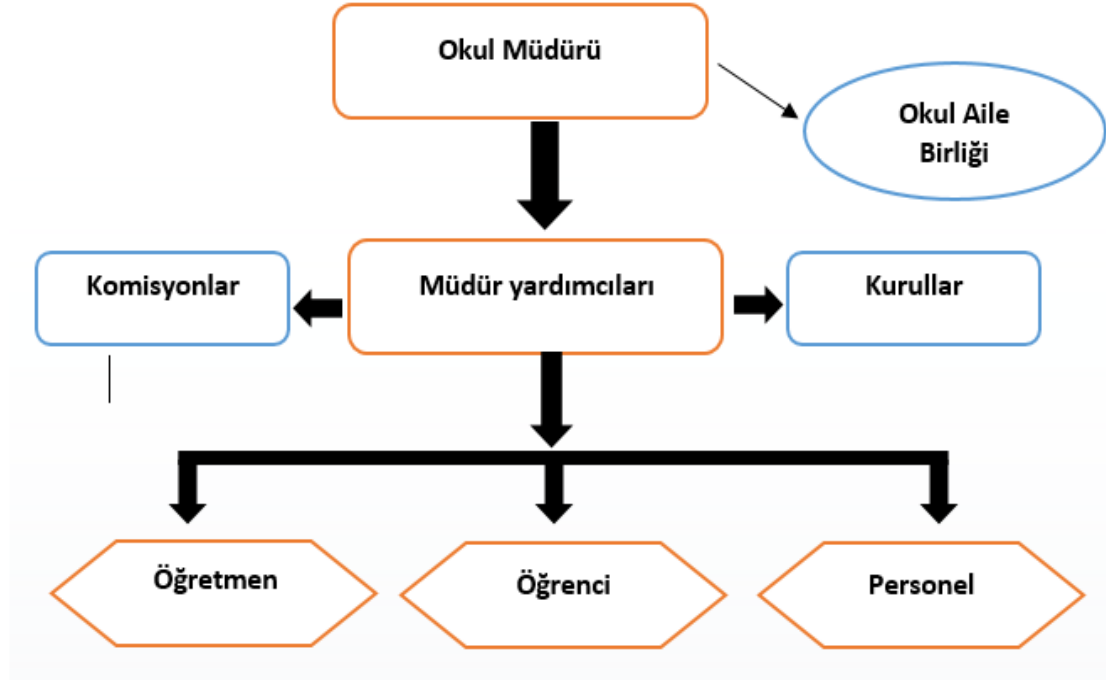 Okul Müdürü
Okul Aile
Birliği
Komisyonlar
Müdür yardımcıları
Kurullar
Öğretmen
Öğrenci
Personel